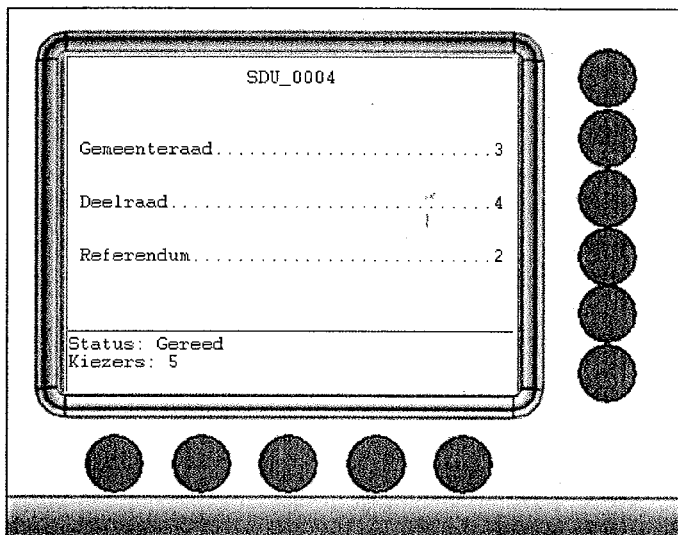 SDU_0004
Gemeenteraad.........................3
Deelraad.............................4
Referendum...........................2
Status: Gereed
Kiezers: 5